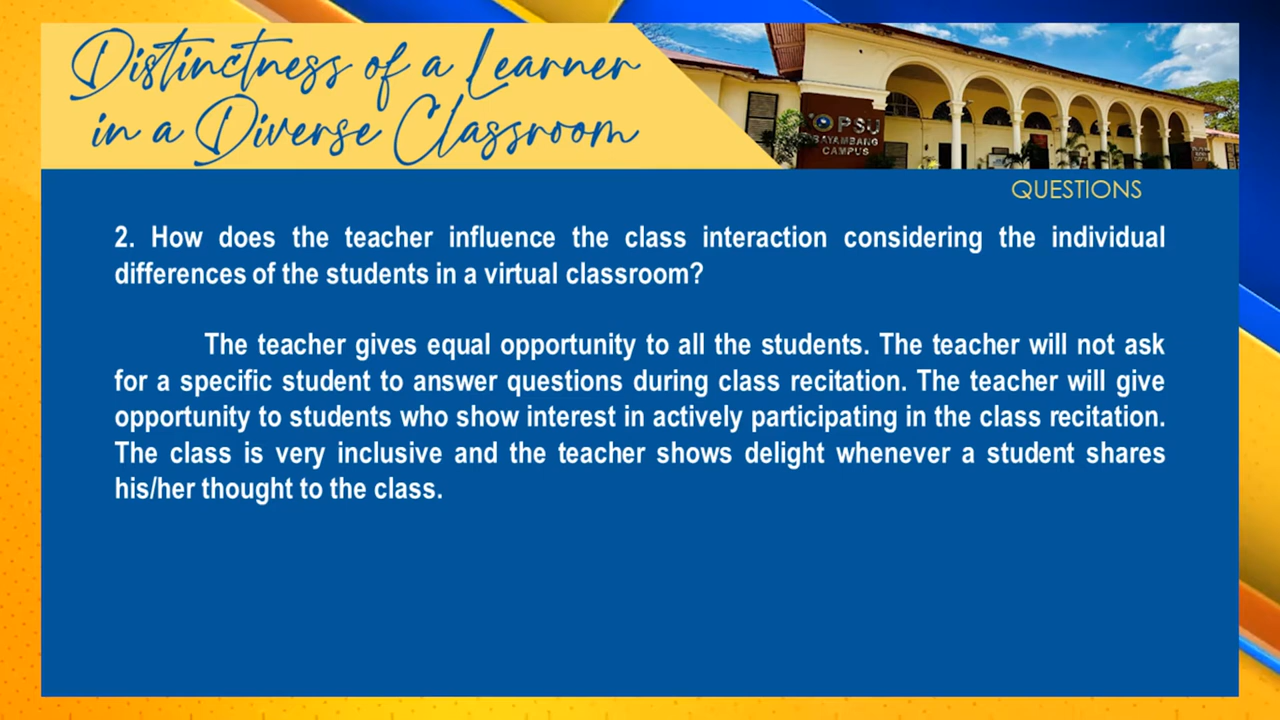 Distinctness of a Learner
in a Diverse Classroom
PSU
BAYAMBANG
CAMPUS
QUESTIONS
2. How does the teacher influence the class interaction considering the individual
differences of the students in a virtual classroom?
The teacher gives equal opportunity to all the students. The teacher will not ask
for a specific student to answer questions during class recitation. The teacher will give
opportunity to students who show interest in actively participating in the class recitation.
The class is very inclusive and the teacher shows delight whenever a student shares
his/her thought to the class.